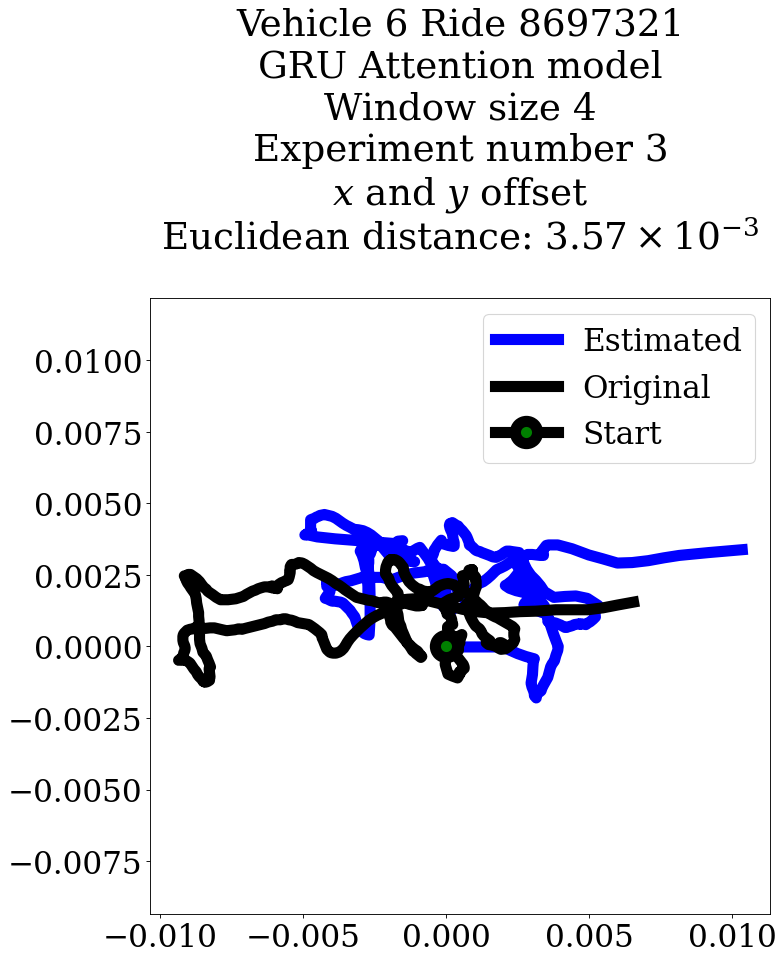 Vehicle 6 Ride 8697321
GRU Attention model
Window size 4
Experiment number 3
x and y offset
Euclidean distance: 3.57 × 10⁻³
Estimated
Original
Start
0.0100
0.0075
0.0050
0.0025
0.0000
−0.0025
−0.0050
−0.0075
−0.010 −0.005 0.000 0.005 0.010